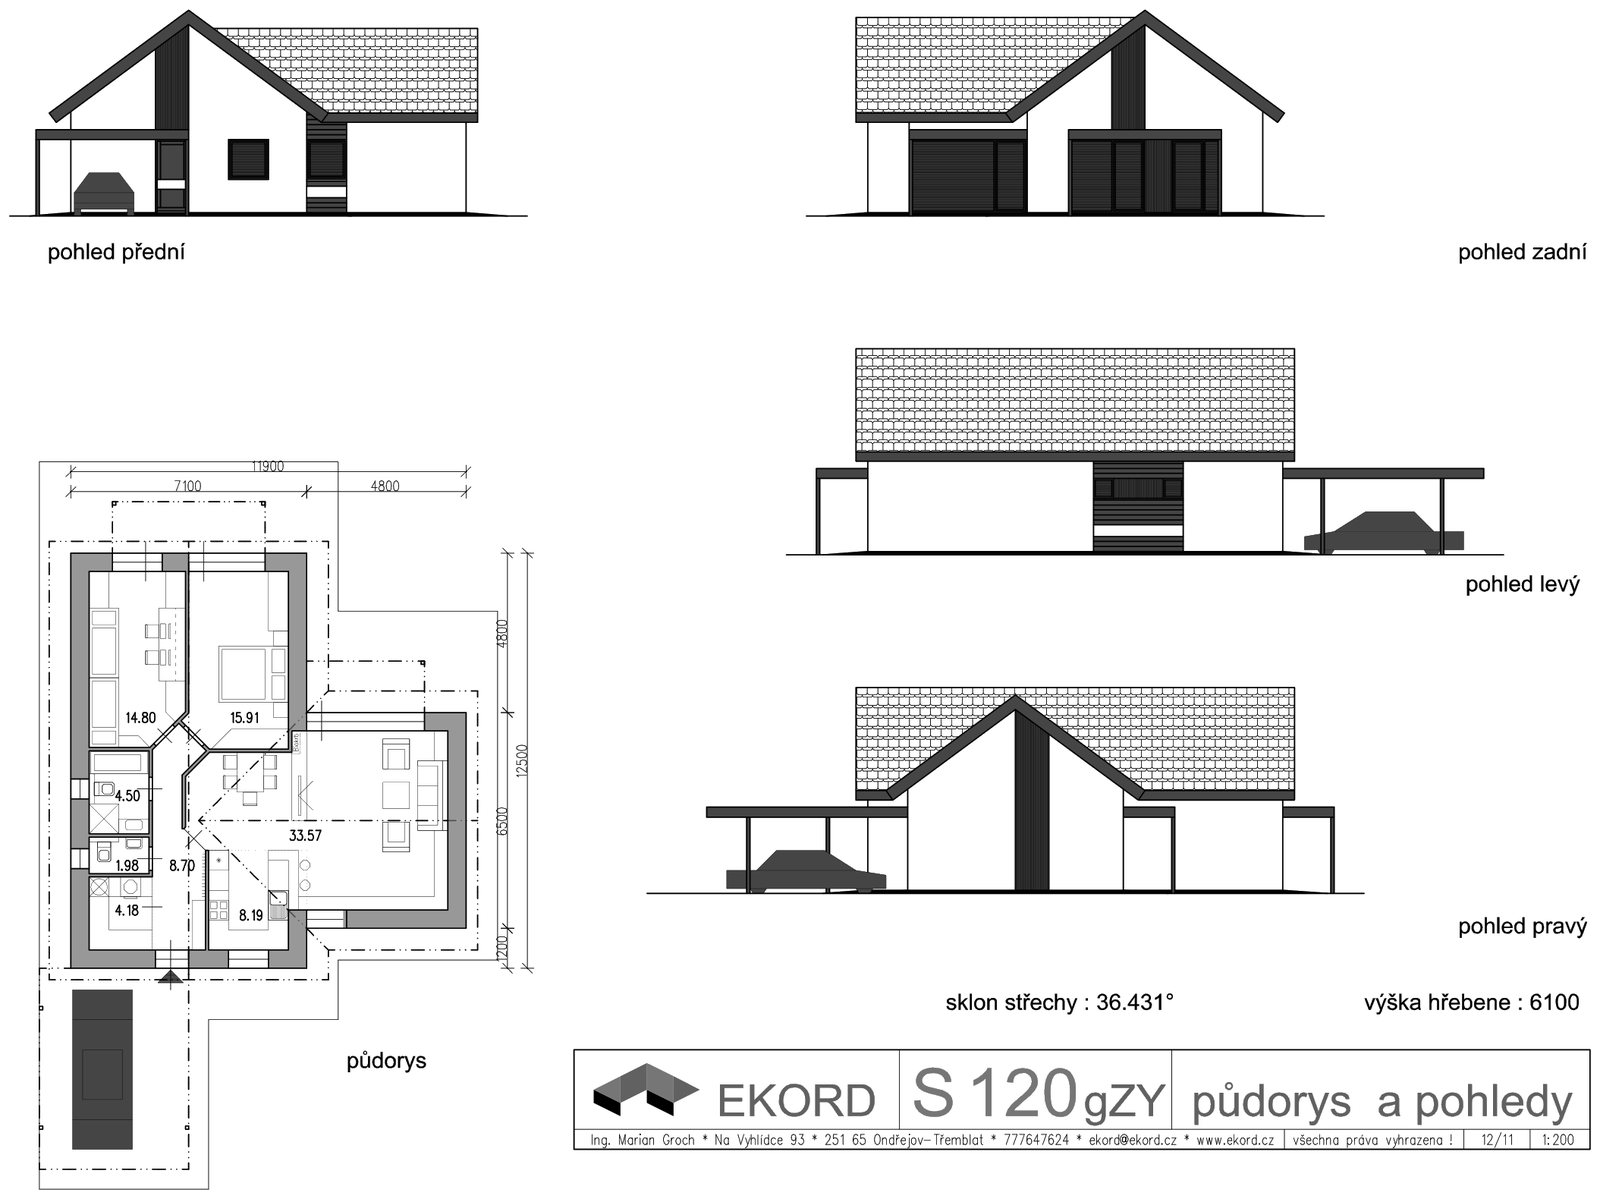 pohled přední
pohled zadní
pohled levý
pohled pravý
11900
7100
4800
4800
12500
6500
1200
14.80
15.91
4.50
33.57
1.98
8.70
4.18
8.19
půdorys
sklon střechy : 36.431°
výška hřebene : 6100
EKORD
S 120 gZY
půdorys a pohledy
Ing. Marian Groch * Na Vyhlídce 93 * 251 65 Ondřejov-Třemblat * 777647624 * ekord@ekord.cz * www.ekord.cz
všechna práva vyhrazena !
12/11
1:200